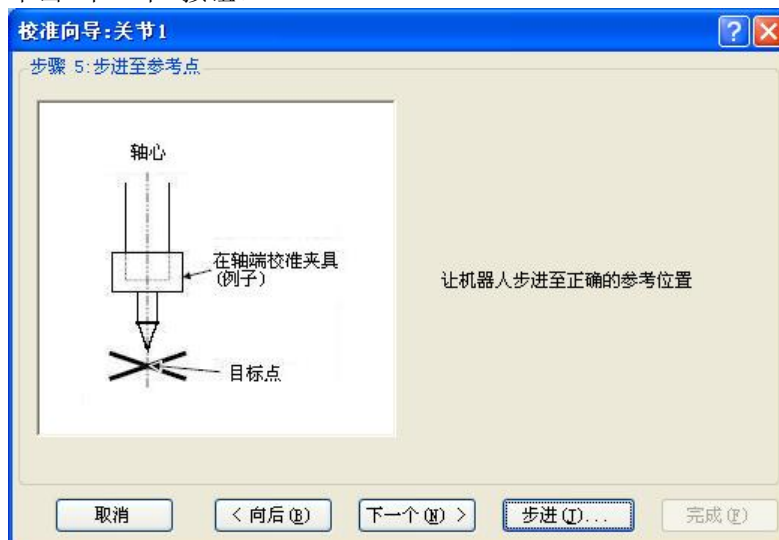 校准向导:关节1
步骤 5:步进至参考点
轴心
在轴端校准夹具
(例子)
目标点
让机器人步进至正确的参考位置
取消
< 向后(B)
下一个(N) >
步进(J)...
完成(F)